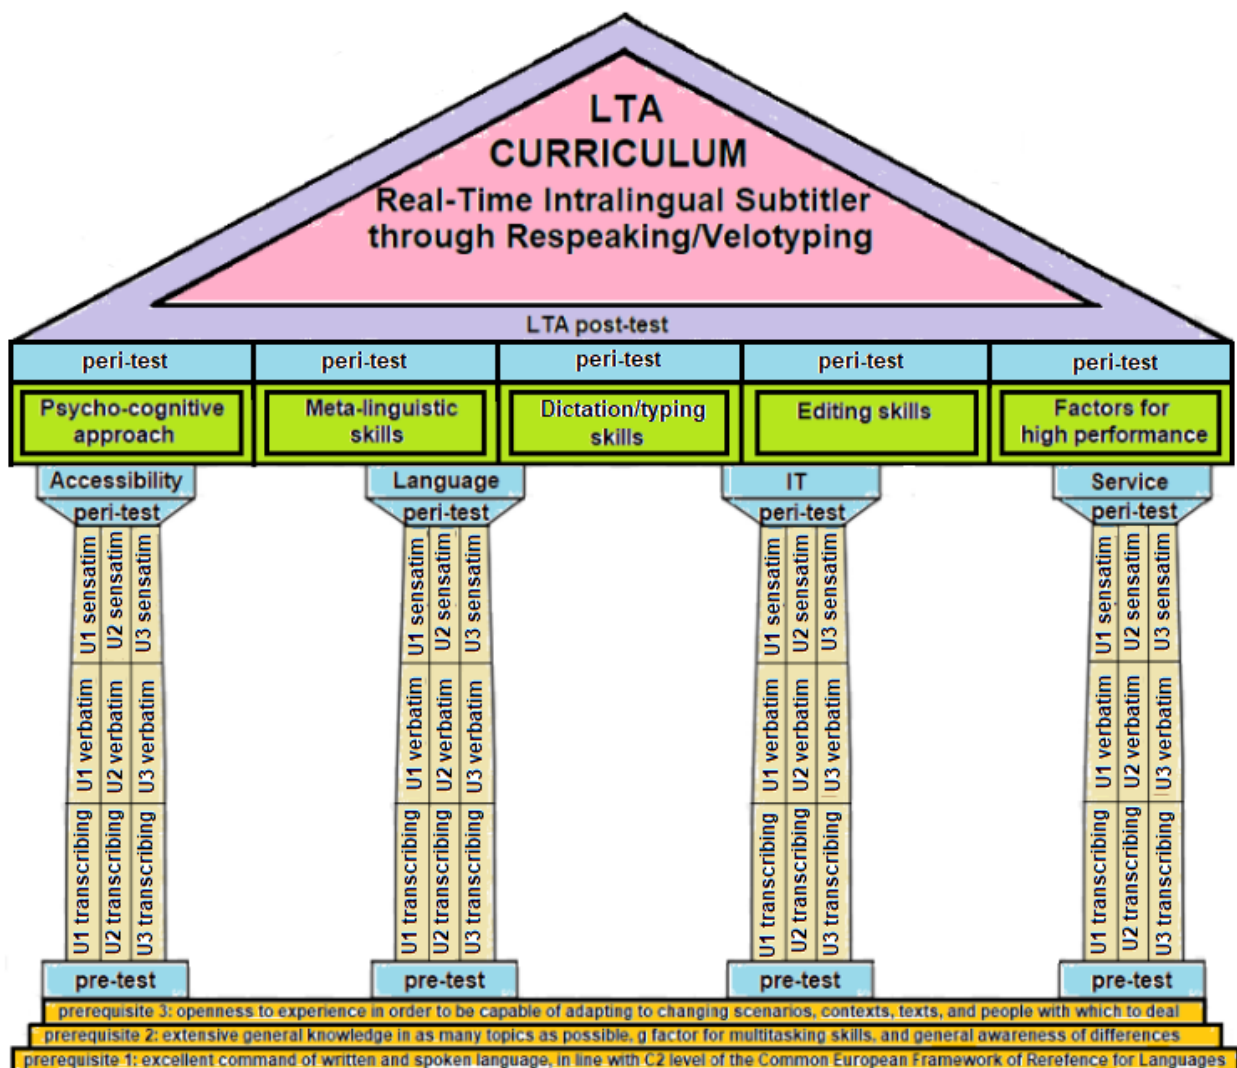 LTA
CURRICULUM
Real-Time Intralingual Subtitler
through Respeaking/Velotyping
LTA post-test
peri-test
peri-test
peri-test
peri-test
peri-test
Psycho-cognitive
approach
Meta-linguistic
skills
Dictation/typing
skills
Editing skills
Factors for
high performance
Accessibility
peri-test
Language
peri-test
IT
peri-test
Service
peri-test
U1 sensatim
U2 sensatim
U3 sensatim
U1 sensatim
U2 sensatim
U3 sensatim
U1 sensatim
U2 sensatim
U3 sensatim
U1 sensatim
U2 sensatim
U3 sensatim
U1 verbatim
U2 verbatim
U3 verbatim
U1 verbatim
U2 verbatim
U3 verbatim
U1 verbatim
U2 verbatim
U3 verbatim
U1 verbatim
U2 verbatim
U3 verbatim
U1 transcribing
U2 transcribing
U3 transcribing
U1 transcribing
U2 transcribing
U3 transcribing
U1 transcribing
U2 transcribing
U3 transcribing
U1 transcribing
U2 transcribing
U3 transcribing
pre-test
pre-test
pre-test
pre-test
prerequisite 3: openness to experience in order to be capable of adapting to changing scenarios, contexts, texts, and people with which to deal
prerequisite 2: extensive general knowledge in as many topics as possible, g factor for multitasking skills, and general awareness of differences
prerequisite 1: excellent command of written and spoken language, in line with C2 level of the Common European Framework of Rerefence for Languages